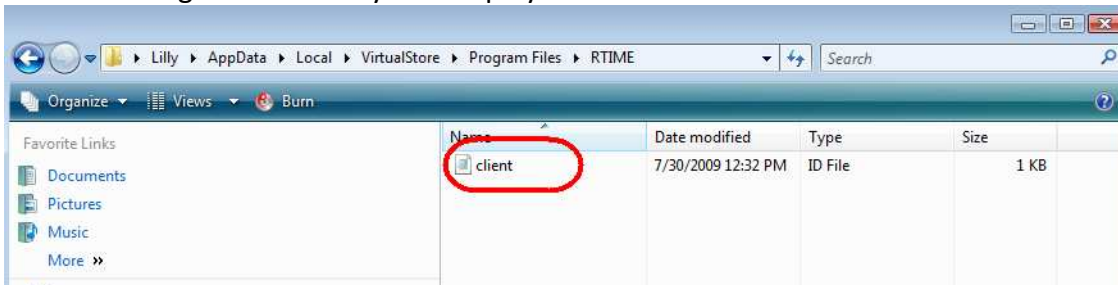 Lilly ▸ AppData ▸ Local ▸ VirtualStore ▸ Program Files ▸ RTIME
Search
Organize Views Burn
Favorite Links
Name Date modified Type Size
client 7/30/2009 12:32 PM ID File 1 KB
Documents
Pictures
Music
More »